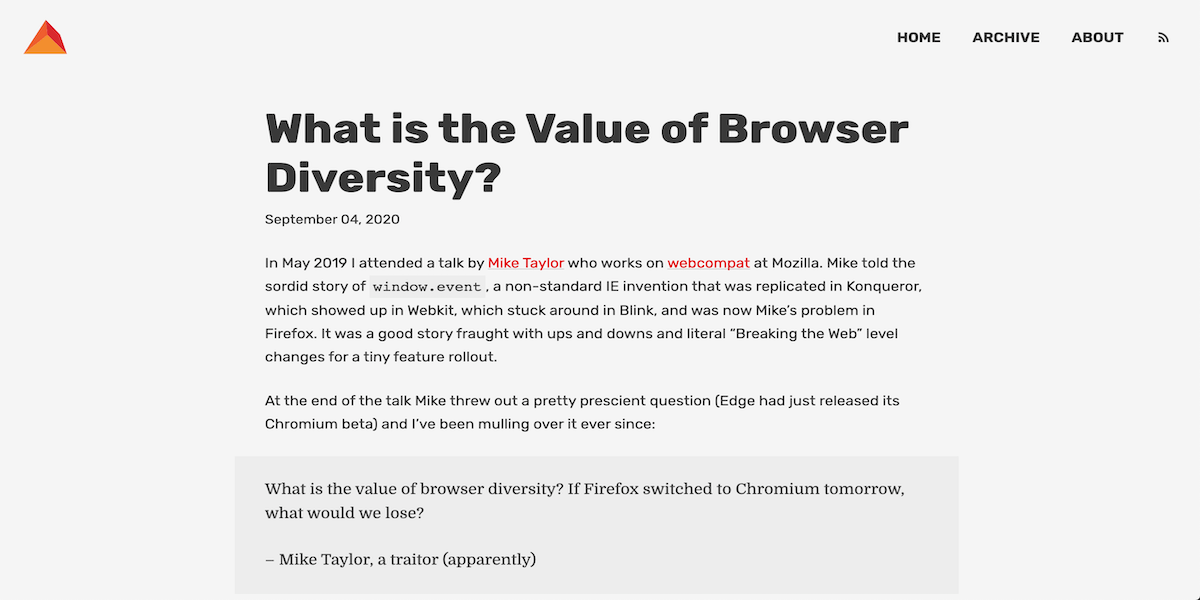 HOME ARCHIVE ABOUT
What is the Value of Browser
Diversity?
September 04, 2020
In May 2019 I attended a talk by Mike Taylor who works on webcompat at Mozilla. Mike told the
sordid story of window.event, a non-standard IE invention that was replicated in Konqueror,
which showed up in Webkit, which stuck around in Blink, and was now Mike’s problem in
Firefox. It was a good story fraught with ups and downs and literal “Breaking the Web” level
changes for a tiny feature rollout.
At the end of the talk Mike threw out a pretty prescient question (Edge had just released its
Chromium beta) and I’ve been mulling over it ever since:
What is the value of browser diversity? If Firefox switched to Chromium tomorrow,
what would we lose?
– Mike Taylor, a traitor (apparently)